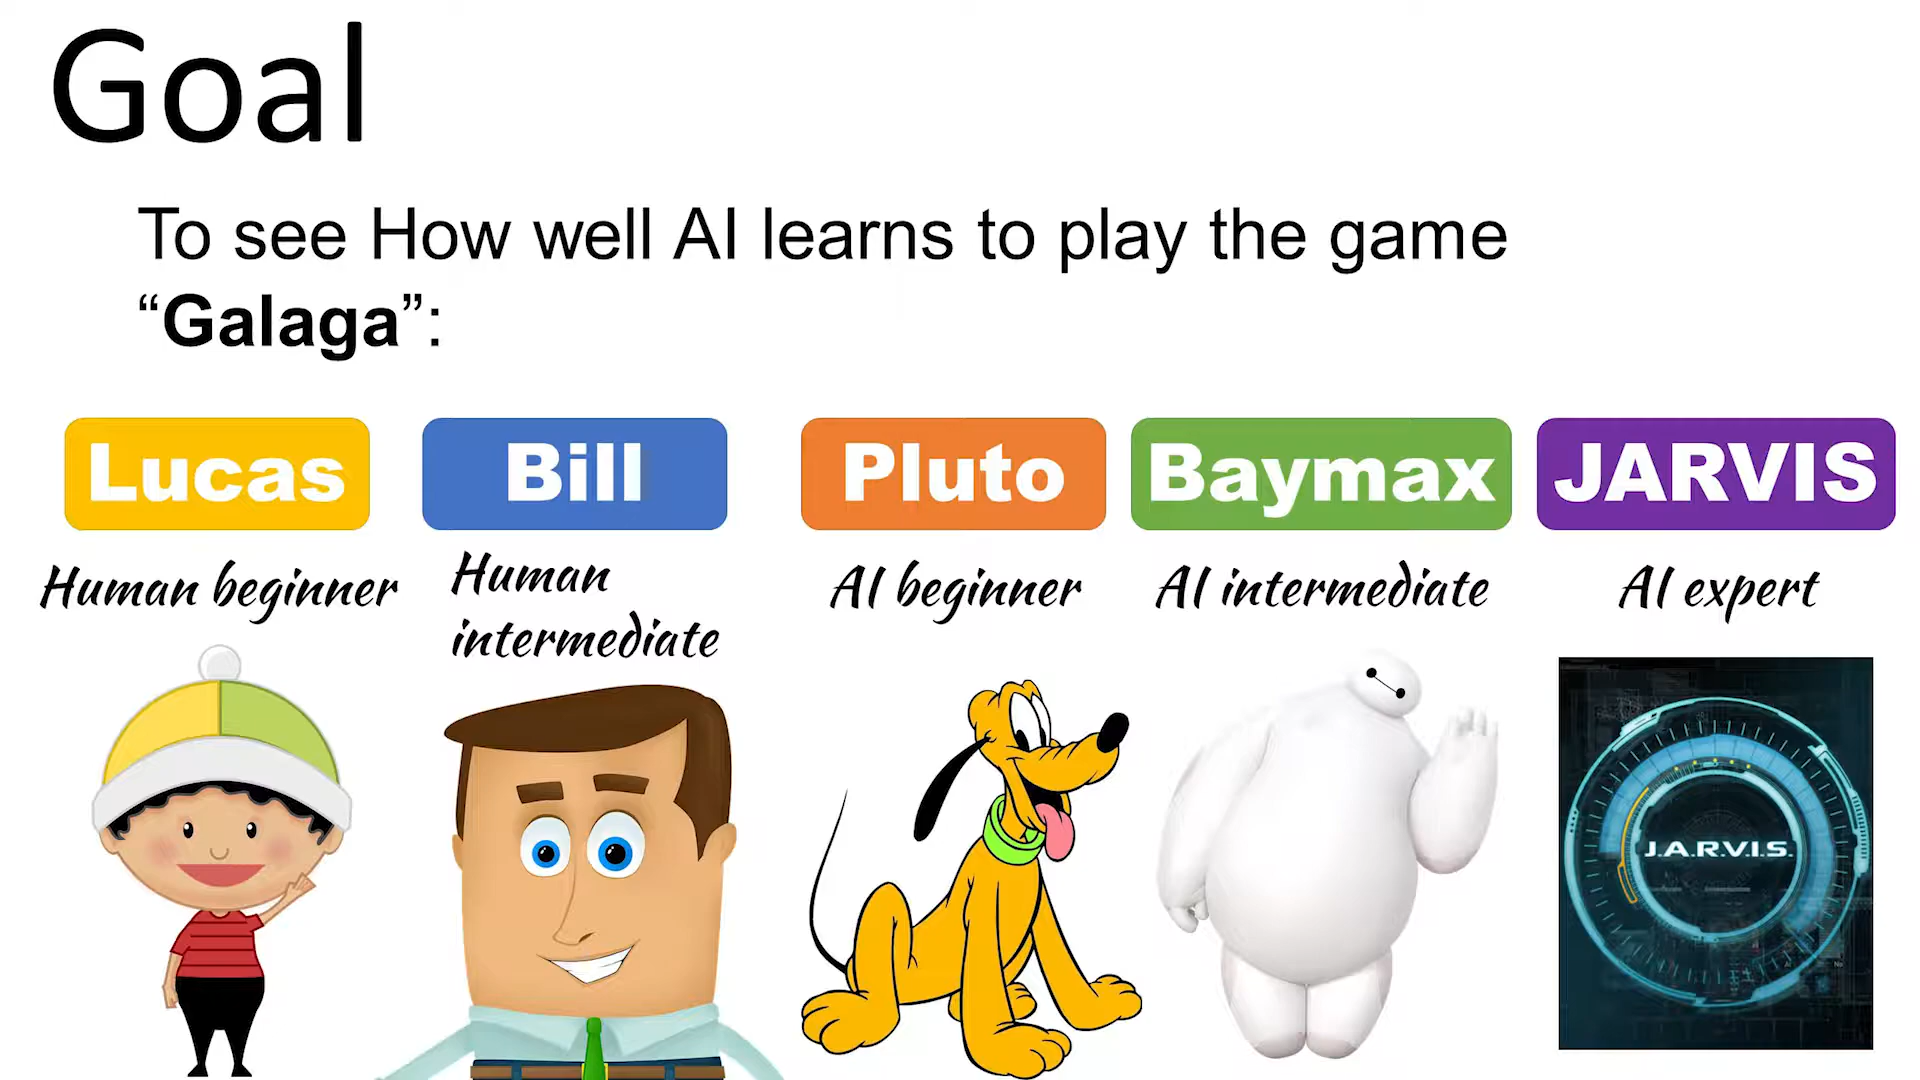 Goal
To see How well AI learns to play the game
“Galaga”:
Lucas
Bill
Pluto
Baymax
JARVIS
Human beginner
Human
intermediate
AI beginner
AI intermediate
AI expert
J.A.R.V.I.S.